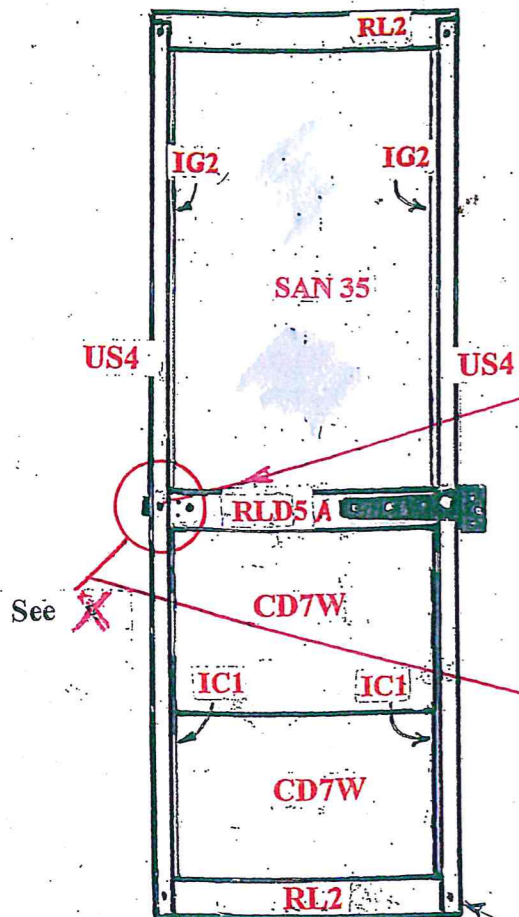 RL2
IG2 IG2
SAN 35
US4 US4
RLD5 A
See X
CD7W
IC1 IC1
CD7W
RL2